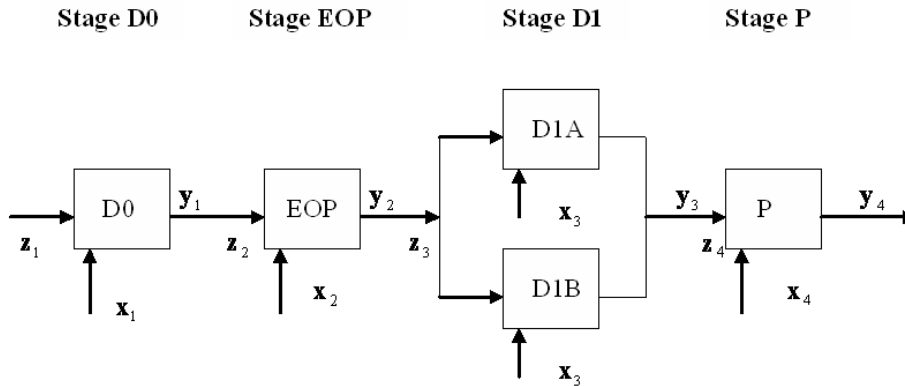 Stage D0 Stage EOP Stage D1 Stage P
D1A
y₁ y₂ x₃ y₃ y₄
D0 EOP P
z₁ z₂ z₃ z₄
x₁ x₂ D1B x₄
x₃